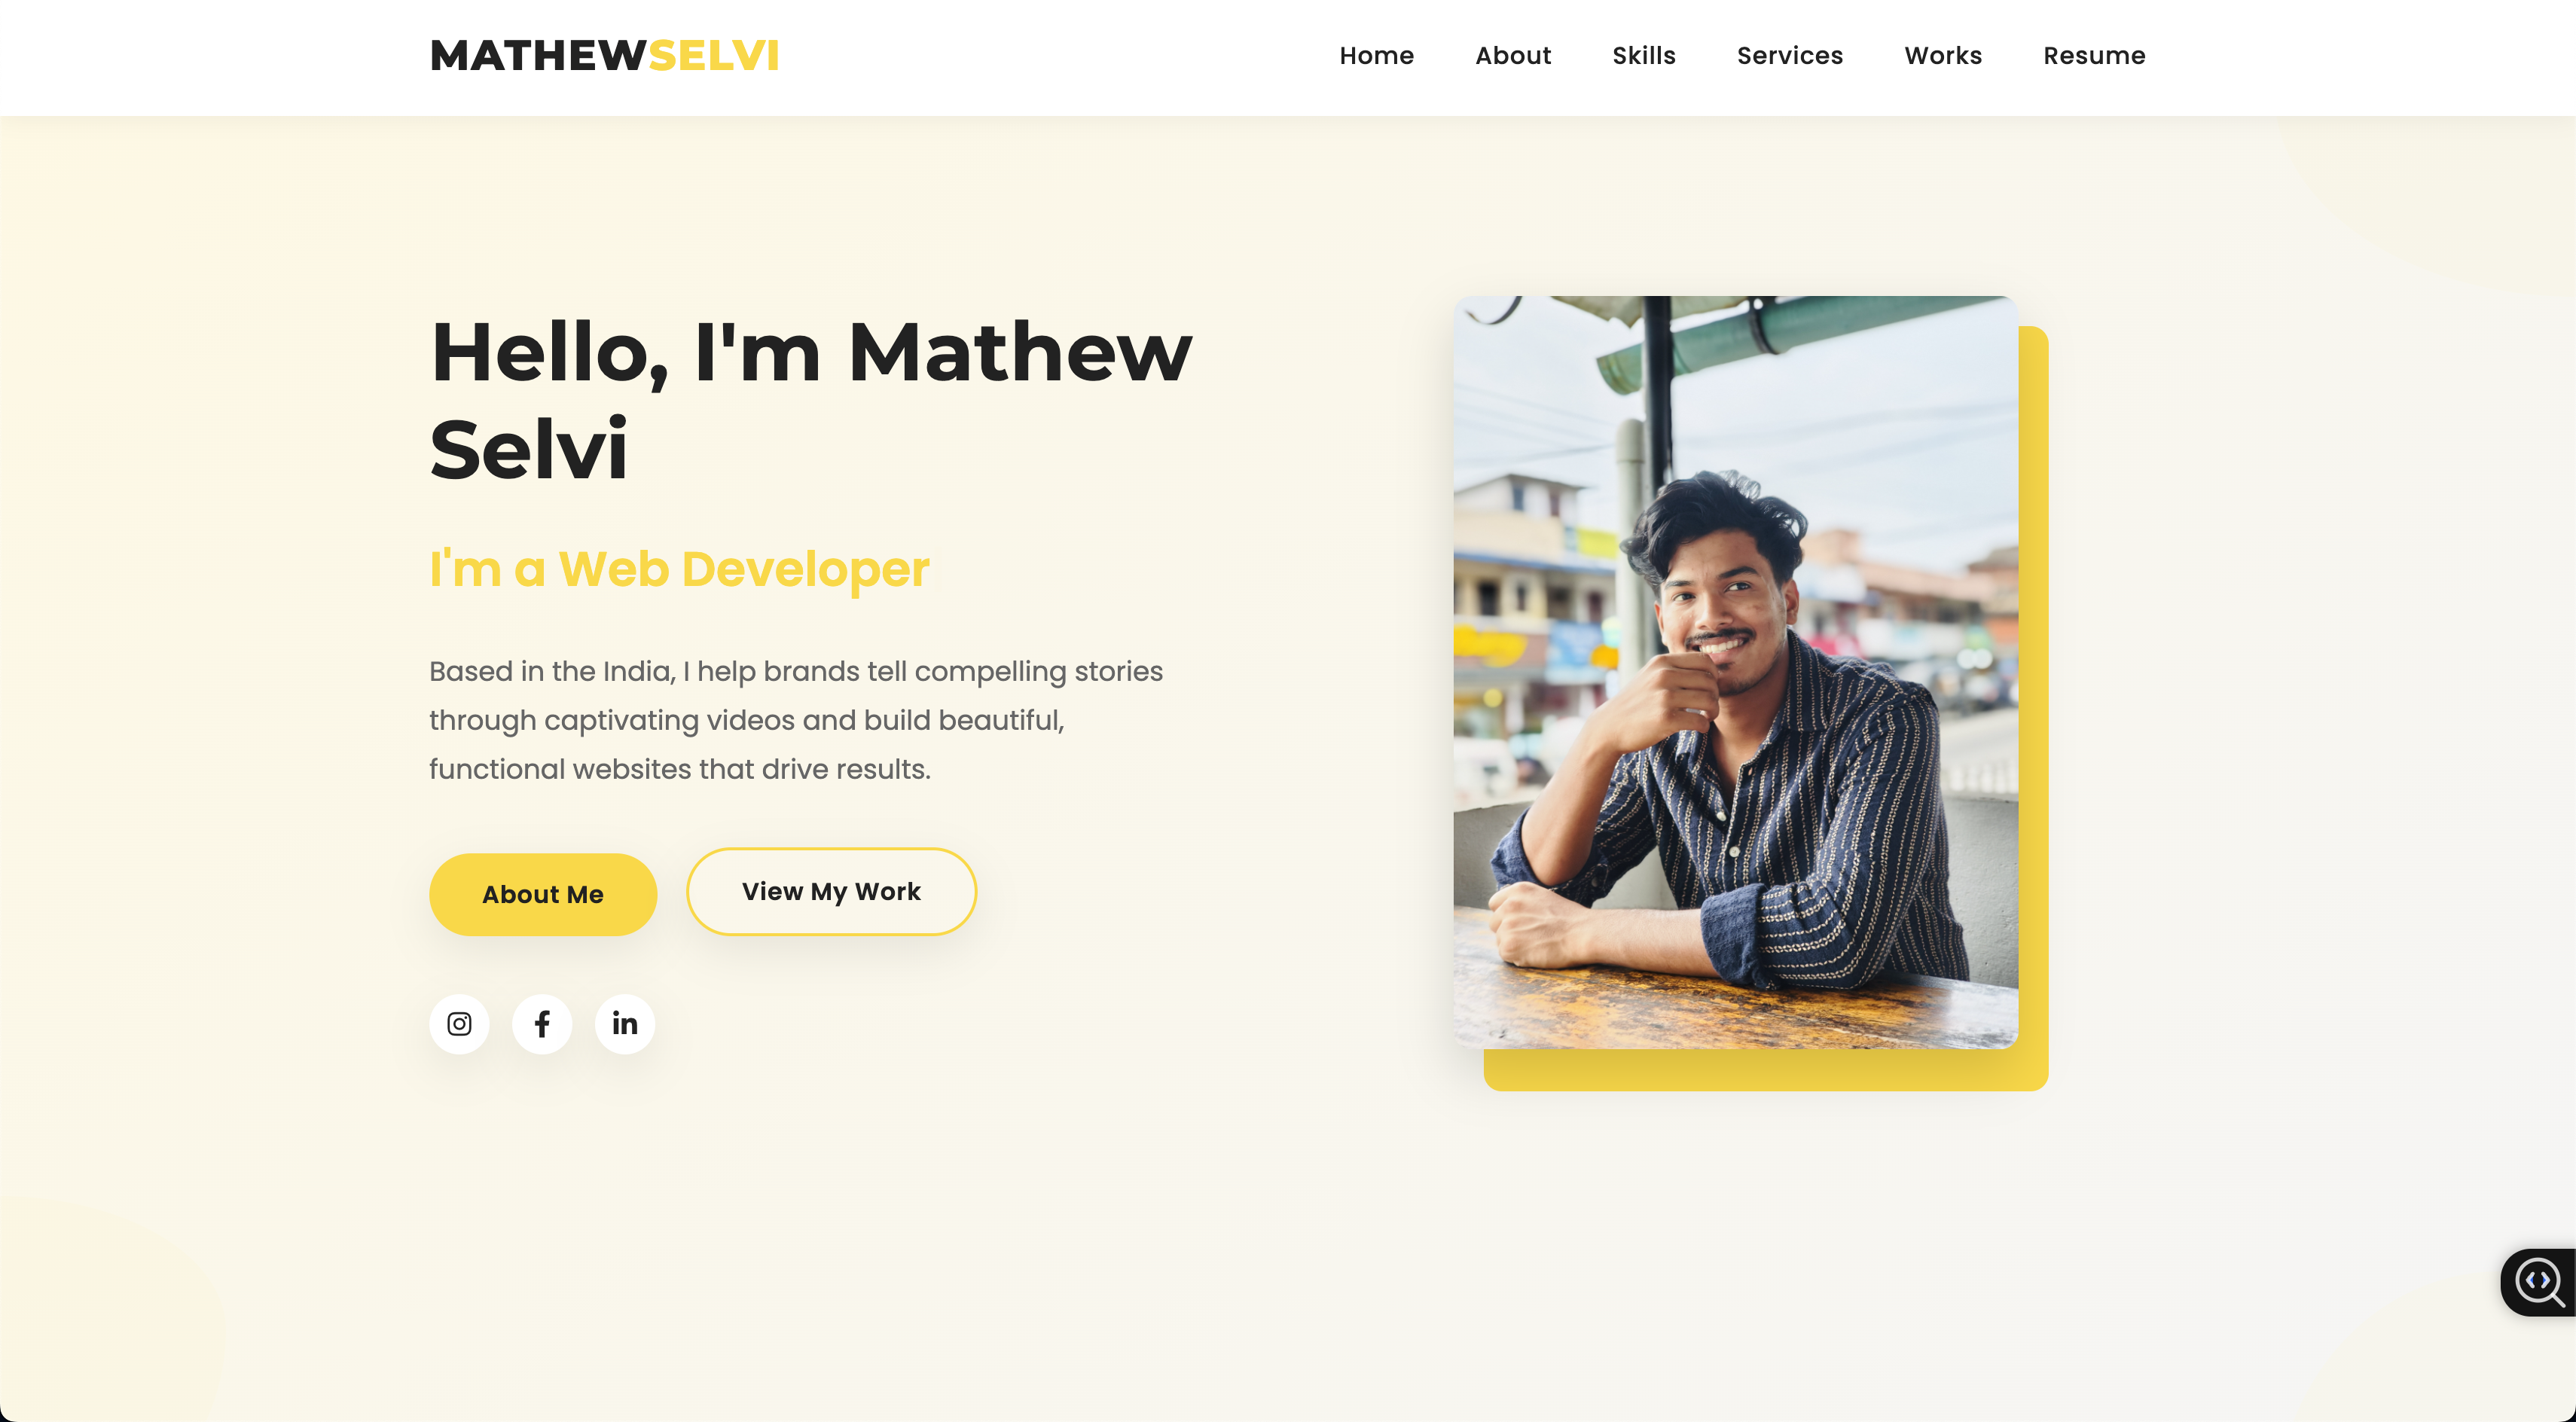 MATHEWSELVI
Home About Skills Services Works Resume
Hello, I'm Mathew
Selvi
I'm a Web Developer
Based in the India, I help brands tell compelling stories
through captivating videos and build beautiful,
functional websites that drive results.
About Me
View My Work